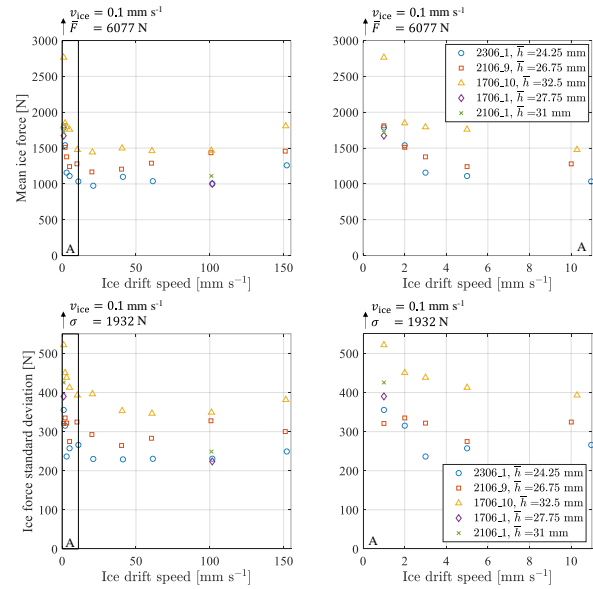 v_ice = 0.1 mm s⁻¹
F̄ = 6077 N
Mean ice force [N]
3000
2500
2000
1500
1000
500
0
A
0 50 100 150
Ice drift speed [mm s⁻¹]
v_ice = 0.1 mm s⁻¹
F̄ = 6077 N
3000
2500
2000
1500
1000
500
0
2306_1, h̄ =24.25 mm
2106_9, h̄ =26.75 mm
1706_10, h̄ =32.5 mm
1706_1, h̄ =27.75 mm
2106_1, h̄ =31 mm
A
0 2 4 6 8 10
Ice drift speed [mm s⁻¹]
v_ice = 0.1 mm s⁻¹
σ = 1932 N
Ice force standard deviation [N]
500
400
300
200
100
0
A
0 50 100 150
Ice drift speed [mm s⁻¹]
v_ice = 0.1 mm s⁻¹
σ = 1932 N
500
400
300
200
100
0
2306_1, h̄ =24.25 mm
2106_9, h̄ =26.75 mm
1706_10, h̄ =32.5 mm
1706_1, h̄ =27.75 mm
2106_1, h̄ =31 mm
A
0 2 4 6 8 10
Ice drift speed [mm s⁻¹]